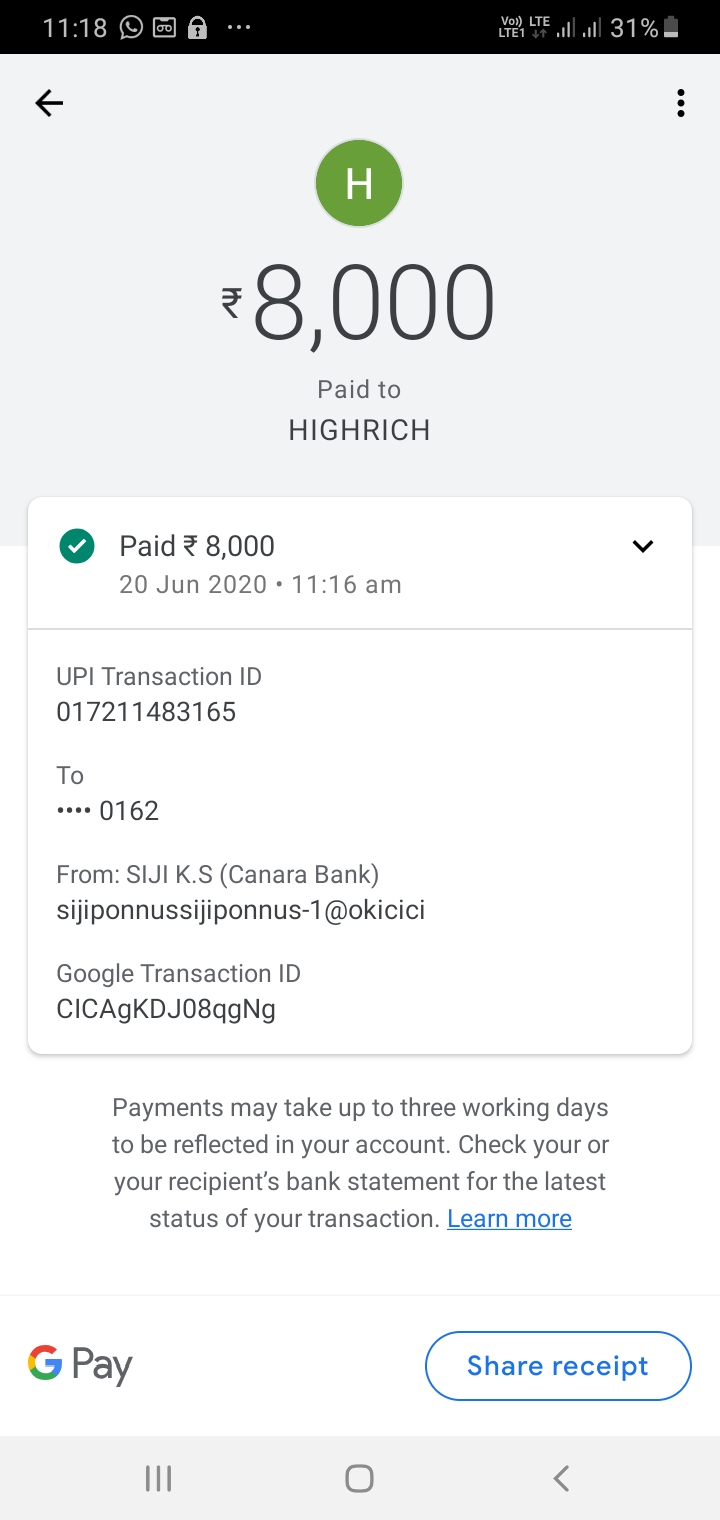 11:18 ... Vo)) LTE LTE1 31%
H
₹8,000
Paid to
HIGHRICH
Paid ₹ 8,000
20 Jun 2020 • 11:16 am
UPI Transaction ID
017211483165
To
•••• 0162
From: SIJI K.S (Canara Bank)
sijiponnussijiponnus-1@okicici
Google Transaction ID
CICAgKDJ08qgNg
Payments may take up to three working days
to be reflected in your account. Check your or
your recipient’s bank statement for the latest
status of your transaction. Learn more
G Pay
Share receipt